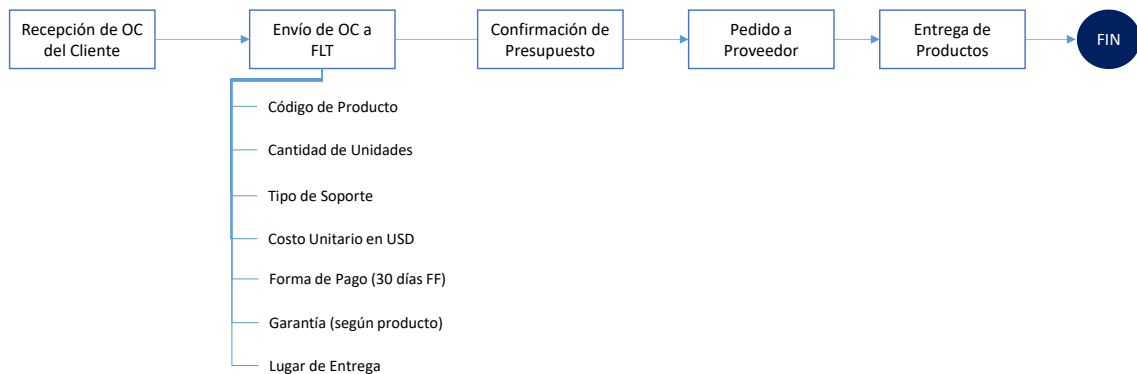 Recepción de OC
del Cliente
Envío de OC a
FLT
Confirmación de
Presupuesto
Pedido a
Proveedor
Entrega de
Productos
FIN
Código de Producto
Cantidad de Unidades
Tipo de Soporte
Costo Unitario en USD
Forma de Pago (30 días FF)
Garantía (según producto)
Lugar de Entrega